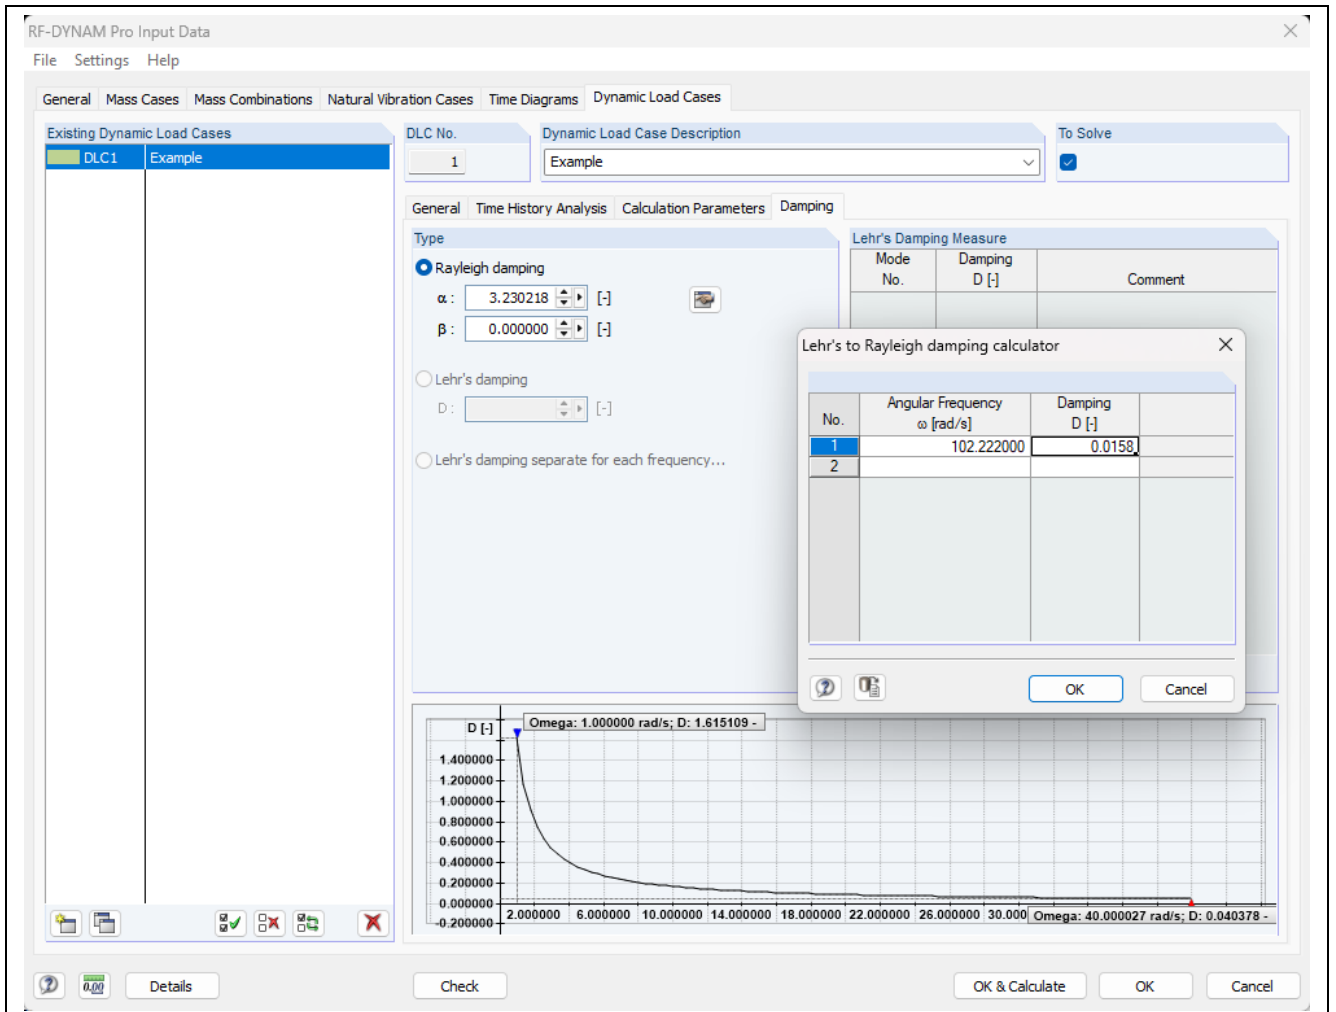 RF-DYNAM Pro Input Data
File Settings Help
General Mass Cases Mass Combinations Natural Vibration Cases Time Diagrams Dynamic Load Cases
Existing Dynamic Load Cases
DLC1 Example
DLC No.
1
Dynamic Load Case Description
Example
To Solve
General Time History Analysis Calculation Parameters Damping
Type
Rayleigh damping
α : 3.230218 [-]
β : 0.000000 [-]
Lehr's damping
D : [-]
Lehr's damping separate for each frequency...
Lehr's Damping Measure
Mode No. Damping D [-] Comment
Lehr's to Rayleigh damping calculator
No. Angular Frequency ω [rad/s] Damping D [-]
1 102.222000 0.0158
2
OK Cancel
D [-]
Omega: 1.000000 rad/s; D: 1.615109 -
1.400000
1.200000
1.000000
0.800000
0.600000
0.400000
0.200000
0.000000
-0.200000
2.000000 6.000000 10.000000 14.000000 18.000000 22.000000 26.000000 30.000
Omega: 40.000027 rad/s; D: 0.040378 -
0.00
Details Check OK & Calculate OK Cancel